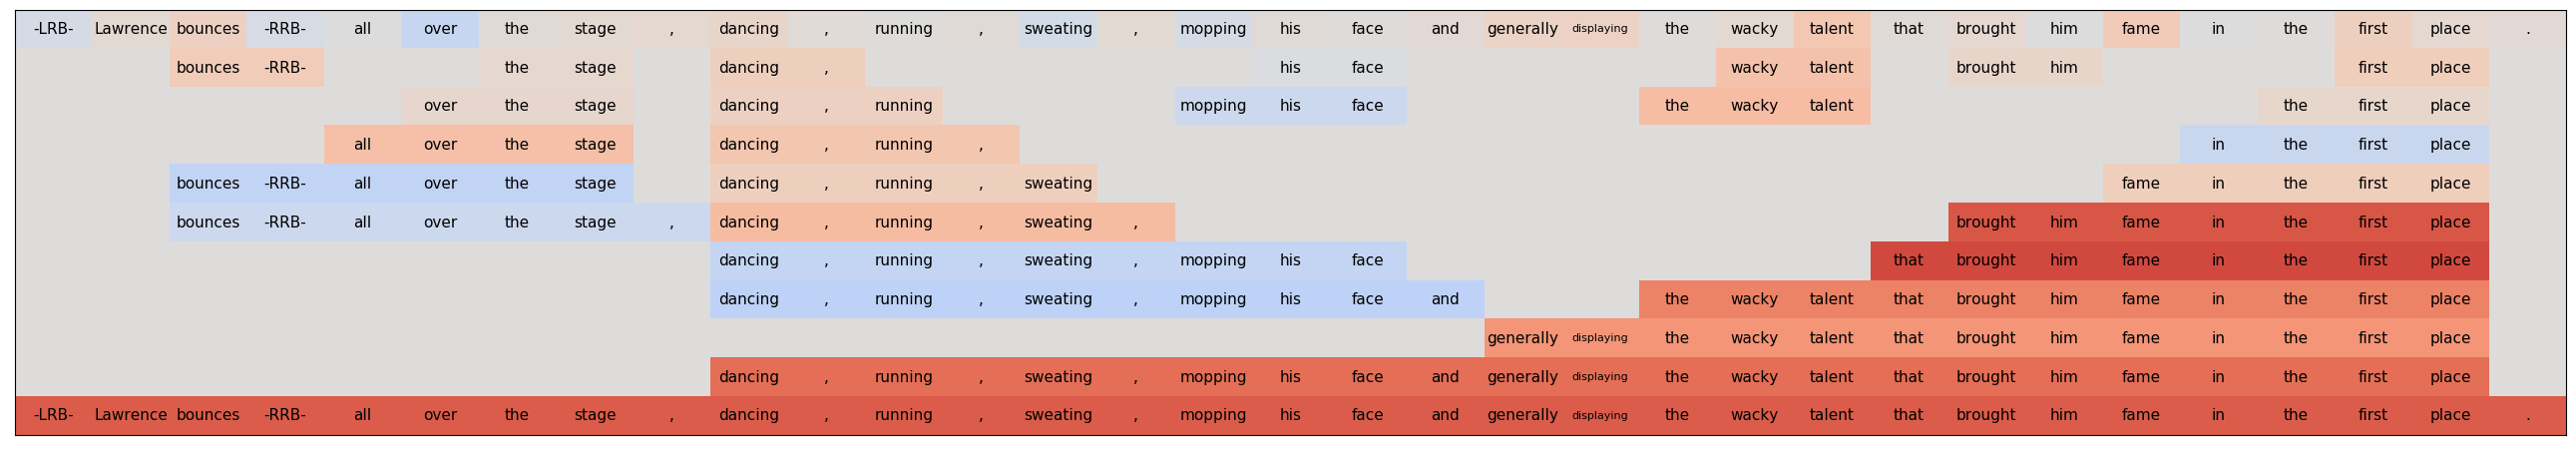 -LRB- Lawrence bounces -RRB- all over the stage , dancing , running , sweating , mopping his face and generally displaying the wacky talent that brought him fame in the first place .
bounces -RRB- the stage dancing , his face wacky talent brought him first place
over the stage dancing , running mopping his face the wacky talent the first place
all over the stage dancing , running , in the first place
bounces -RRB- all over the stage dancing , running , sweating fame in the first place
bounces -RRB- all over the stage , dancing , running , sweating , brought him fame in the first place
dancing , running , sweating , mopping his face that brought him fame in the first place
dancing , running , sweating , mopping his face and the wacky talent that brought him fame in the first place
generally displaying the wacky talent that brought him fame in the first place
dancing , running , sweating , mopping his face and generally displaying the wacky talent that brought him fame in the first place
-LRB- Lawrence bounces -RRB- all over the stage , dancing , running , sweating , mopping his face and generally displaying the wacky talent that brought him fame in the first place .